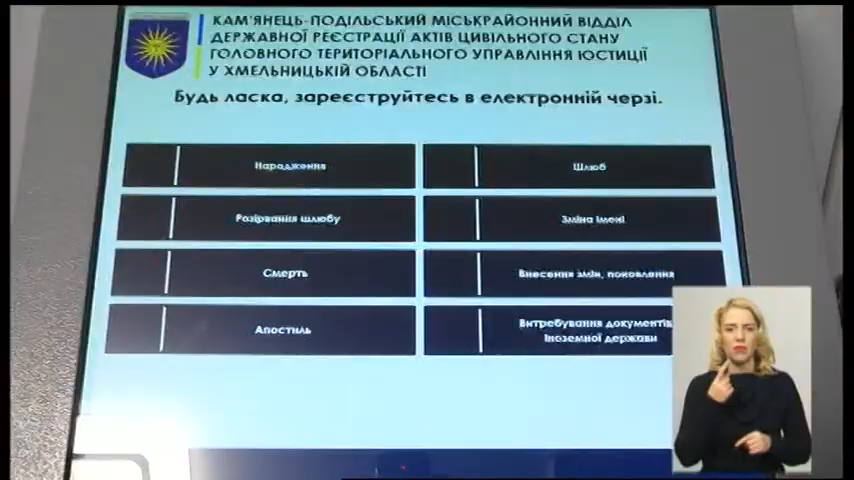 КАМ'ЯНЕЦЬ-ПОДІЛЬСЬКИЙ МІСЬКРАЙОННИЙ ВІДДІЛ
ДЕРЖАВНОЇ РЕЄСТРАЦІЇ АКТІВ ЦИВІЛЬНОГО СТАНУ
ГОЛОВНОГО ТЕРИТОРІАЛЬНОГО УПРАВЛІННЯ ЮСТИЦІЇ
У ХМЕЛЬНИЦЬКІЙ ОБЛАСТІ
Будь ласка, зареєструйтесь в електронній черзі.
Народження
Шлюб
Розірвання шлюбу
Зміна імені
Смерть
Внесення змін, поновлення
Апостиль
Витребування документів
іноземної держави